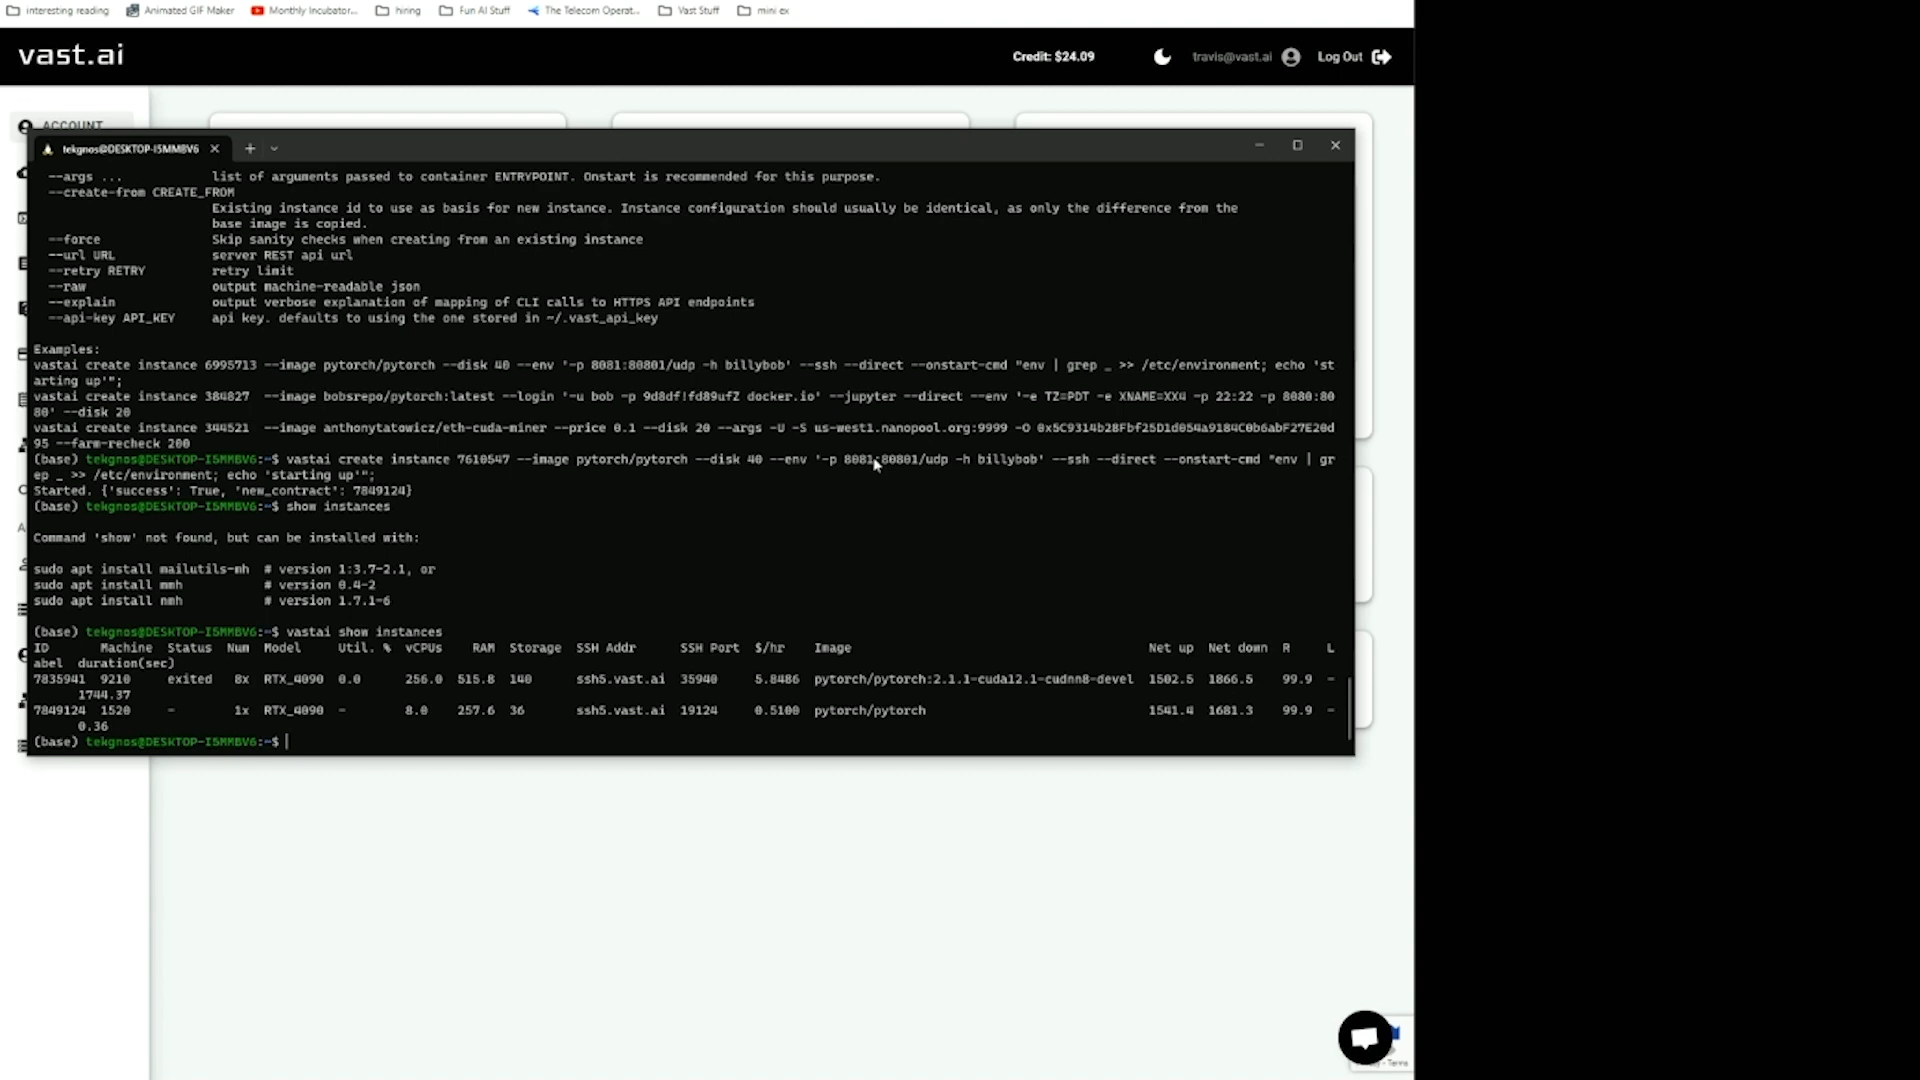 interesting reading
Animated GIF Maker
Monthly Incubator...
hiring
Fun AI Stuff
The Telecom Operat...
Vast Stuff
mini ex
vast.ai
Credit: $24.09
travis@vast.ai
Log Out
ACCOUNT
tekgnos@DESKTOP-I5MMBV6
--args ... list of arguments passed to container ENTRYPOINT. Onstart is recommended for this purpose.
--create-from CREATE_FROM
Existing instance id to use as basis for new instance. Instance configuration should usually be identical, as only the difference from the
base image is copied.
--force Skip sanity checks when creating from an existing instance
--url URL server REST api url
--retry RETRY retry limit
--raw output machine-readable json
--explain output verbose explanation of mapping of CLI calls to HTTPS API endpoints
--api-key API_KEY api key. defaults to using the one stored in ~/.vast_api_key
Examples:
vastai create instance 6995713 --image pytorch/pytorch --disk 40 --env '-p 8081:80801/udp -h billybob' --ssh --direct --onstart-cmd "env | grep _ >> /etc/environment; echo 'st
arting up'";
vastai create instance 384827 --image bobsrepo/pytorch:latest --login '-u bob -p 9d8df!fd89ufZ docker.io' --jupyter --direct --env '-e TZ=PDT -e XNAME=XX4 -p 22:22 -p 8080:80
80' --disk 20
vastai create instance 344521 --image anthonytatowicz/eth-cuda-miner --price 0.1 --disk 20 --args -U -S us-west1.nanopool.org:9999 -O 0x5C9314b28Fbf25D1d054a9184C0b6abF27E20d
95 --farm-recheck 200
(base) tekgnos@DESKTOP-I5MMBV6:~$ vastai create instance 7610547 --image pytorch/pytorch --disk 40 --env '-p 8081:80801/udp -h billybob' --ssh --direct --onstart-cmd "env | gr
ep _ >> /etc/environment; echo 'starting up'";
Started. {'success': True, 'new_contract': 7849124}
(base) tekgnos@DESKTOP-I5MMBV6:~$ show instances
Command 'show' not found, but can be installed with:
sudo apt install mailutils-mh # version 1:3.7-2.1, or
sudo apt install mmh # version 0.4-2
sudo apt install nmh # version 1.7.1-6
(base) tekgnos@DESKTOP-I5MMBV6:~$ vastai show instances
ID Machine Status Num Model Util. % vCPUs RAM Storage SSH Addr SSH Port $/hr Image Net up Net down R L
abel duration(sec)
7835941 9210 exited 8x RTX_4090 0.0 256.0 515.8 140 ssh5.vast.ai 35940 5.8486 pytorch/pytorch:2.1.1-cuda12.1-cudnn8-devel 1502.5 1866.5 99.9 -
1744.37
7849124 1520 - 1x RTX_4090 - 8.0 257.6 36 ssh5.vast.ai 19124 0.5100 pytorch/pytorch 1541.4 1681.3 99.9 -
0.36
(base) tekgnos@DESKTOP-I5MMBV6:~$
Terms